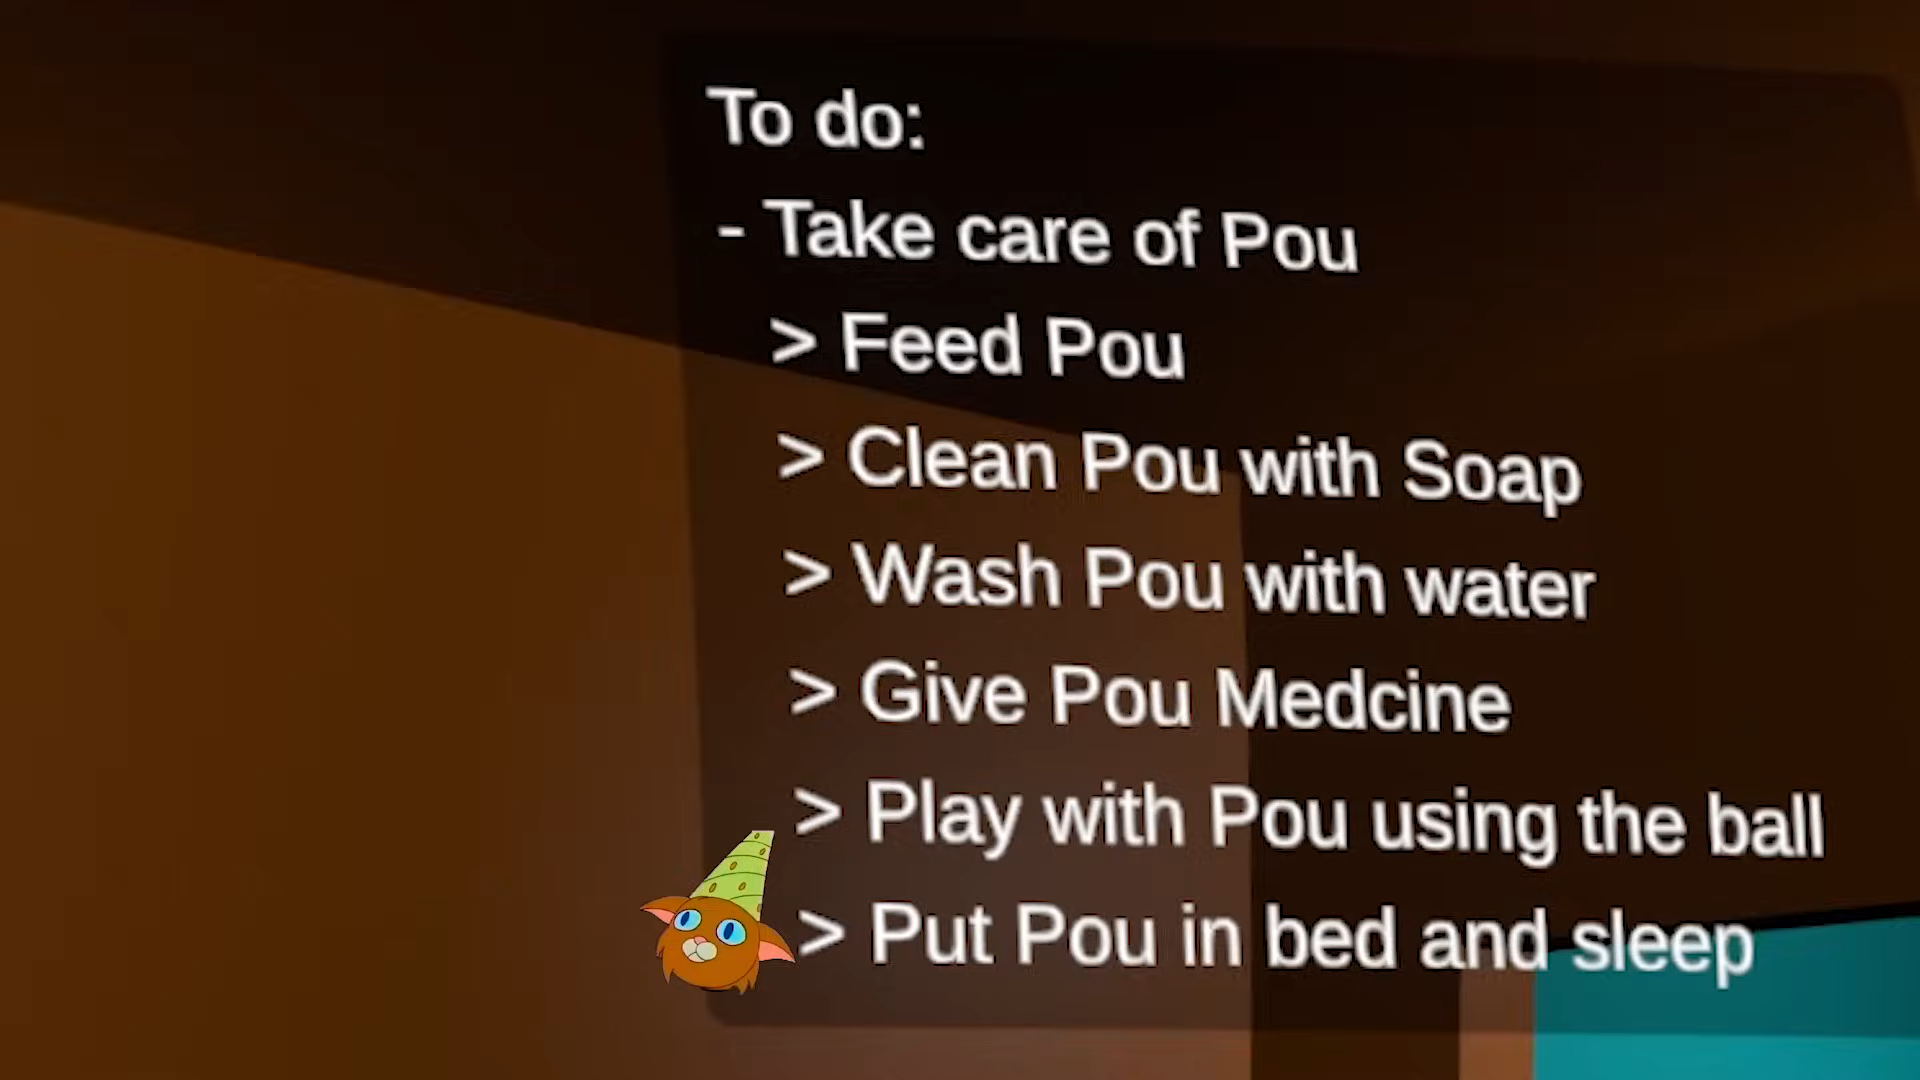 To do:
- Take care of Pou
> Feed Pou
> Clean Pou with Soap
> Wash Pou with water
> Give Pou Medcine
> Play with Pou using the ball
> Put Pou in bed and sleep